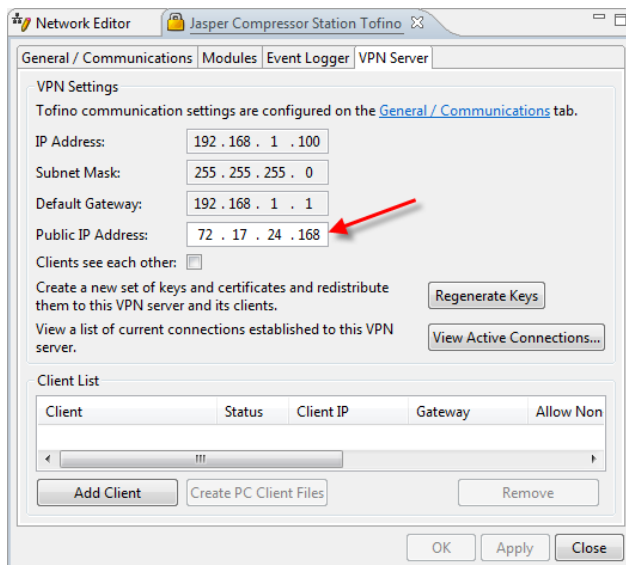 Network Editor
Jasper Compressor Station Tofino
General / Communications Modules Event Logger VPN Server
VPN Settings
Tofino communication settings are configured on the General / Communications tab.
IP Address: 192 . 168 . 1 . 100
Subnet Mask: 255 . 255 . 255 . 0
Default Gateway: 192 . 168 . 1 . 1
Public IP Address: 72 . 17 . 24 . 168
Clients see each other:
Create a new set of keys and certificates and redistribute
them to this VPN server and its clients.
Regenerate Keys
View a list of current connections established to this VPN
server.
View Active Connections...
Client List
Client Status Client IP Gateway Allow Non
Add Client Create PC Client Files Remove
OK Apply Close